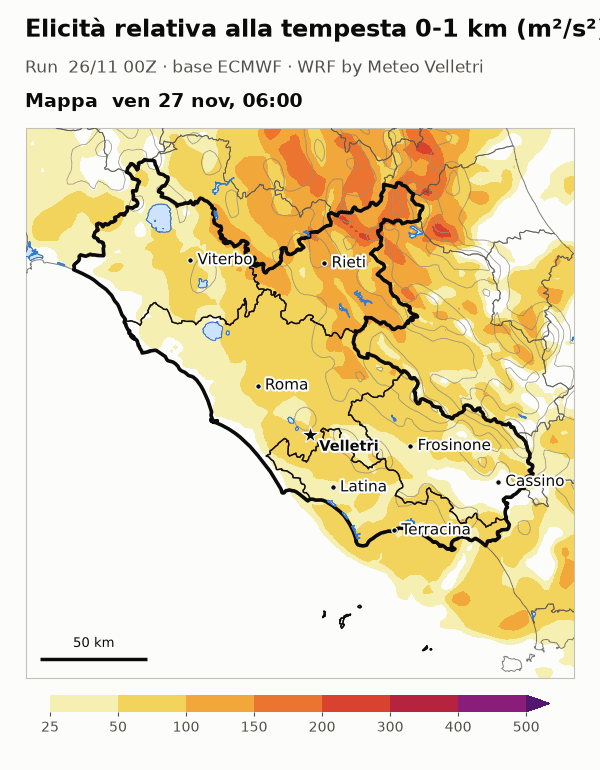 Elicità relativa alla tempesta 0-1 km (m²/s²)
Run 26/11 00Z · base ECMWF · WRF by Meteo Velletri
Mappa ven 27 nov, 06:00
Viterbo
Rieti
Roma
Velletri
Frosinone
Latina
Cassino
Terracina
50 km
25 50 100 150 200 300 400 500